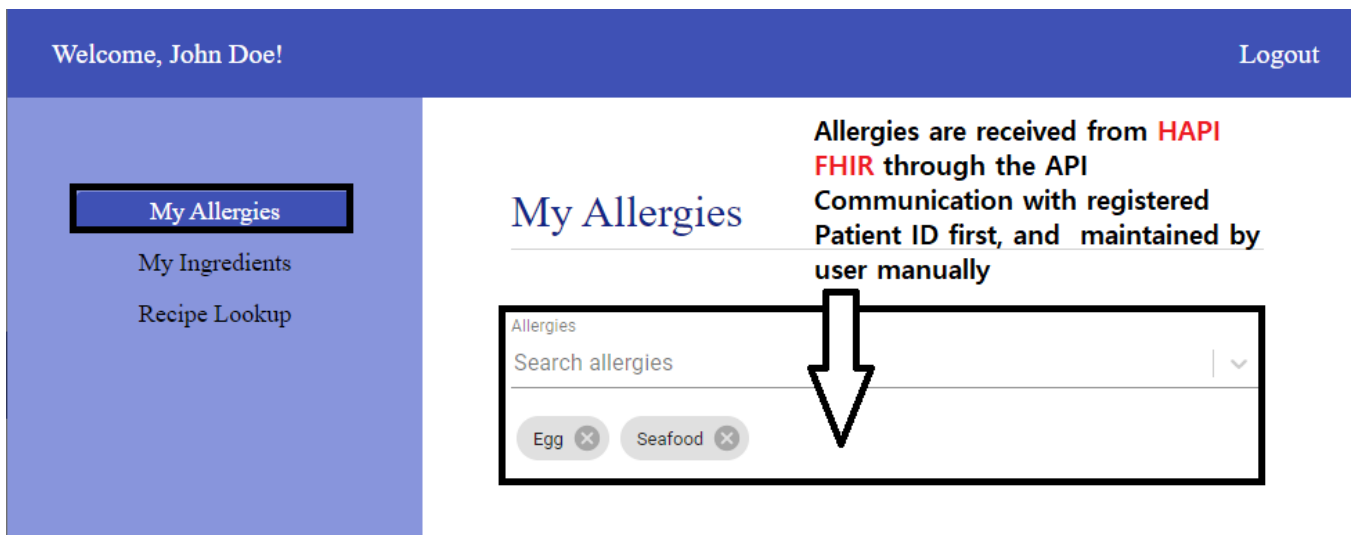 Welcome, John Doe!
Logout
My Allergies
My Ingredients
Recipe Lookup
My Allergies
Allergies are received from HAPI
FHIR through the API
Communication with registered
Patient ID first, and maintained by
user manually
Allergies
Search allergies
Egg
Seafood